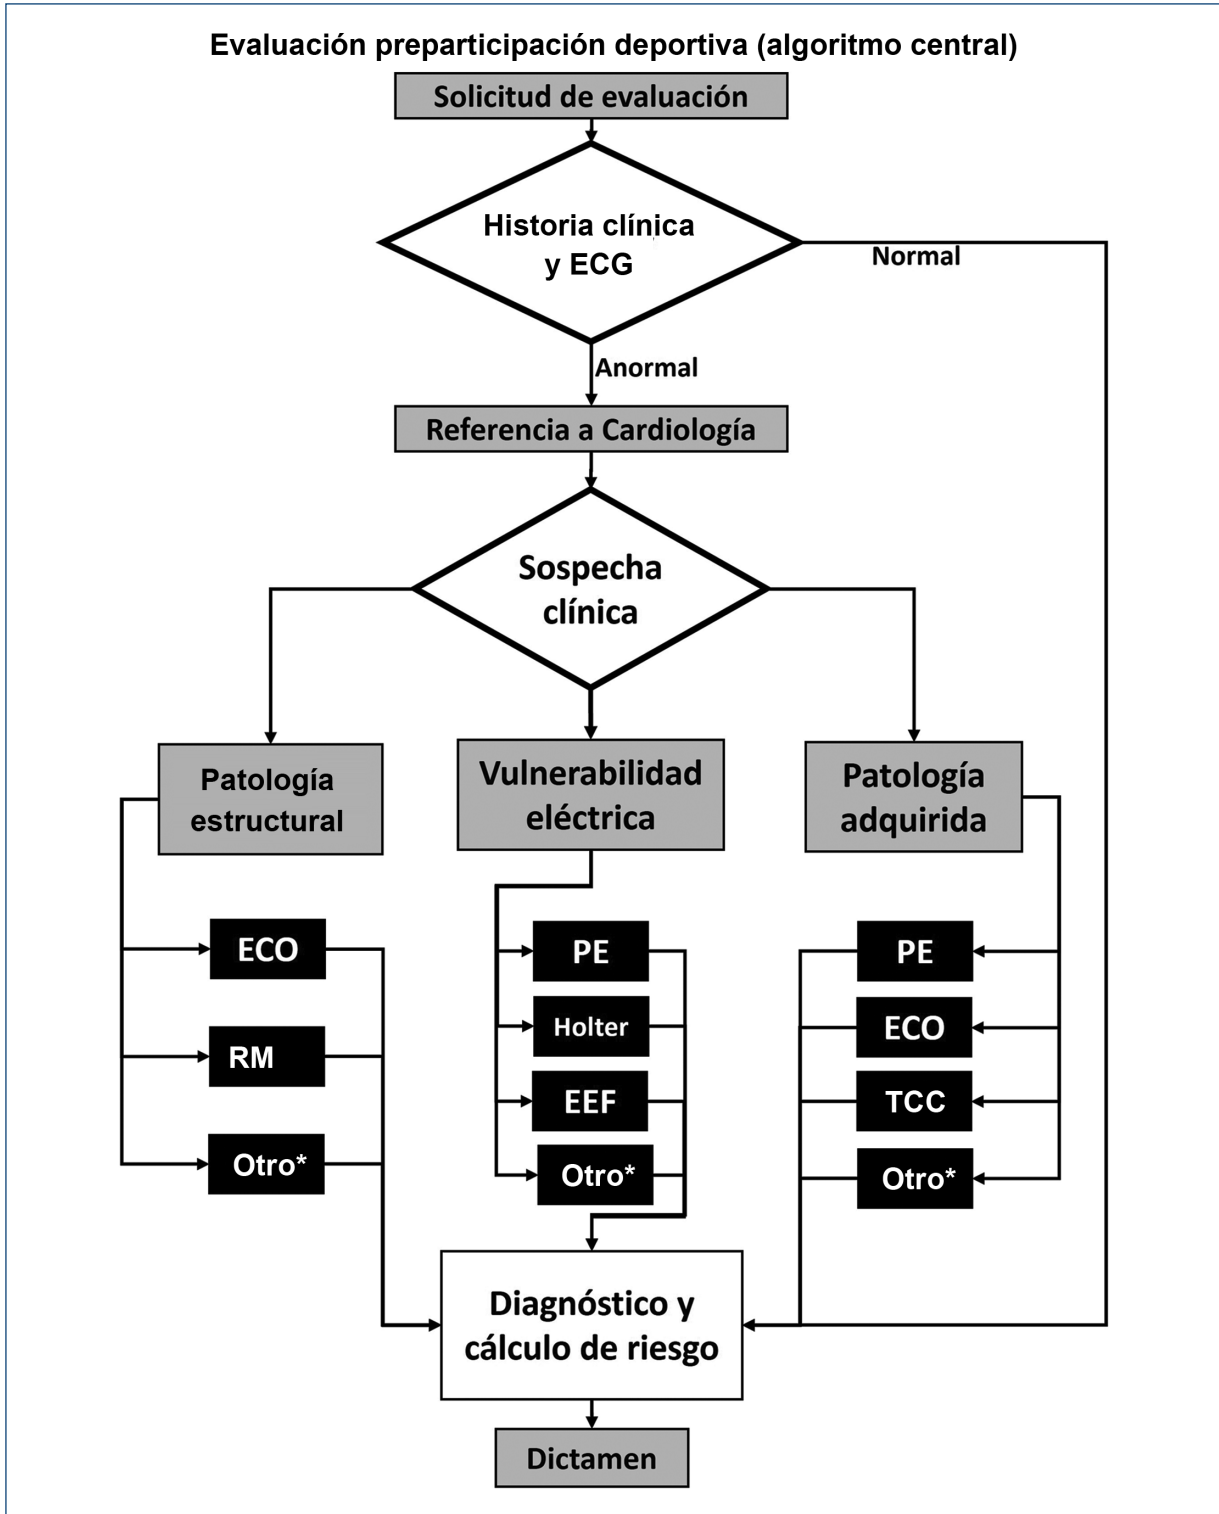 Evaluación preparticipación deportiva (algoritmo central)
Solicitud de evaluación
Historia clínica
y ECG
Normal
Anormal
Referencia a Cardiología
Sospecha
clínica
Patología
estructural
Vulnerabilidad
eléctrica
Patología
adquirida
ECO
RM
Otro*
PE
Holter
EEF
Otro*
PE
ECO
TCC
Otro*
Diagnóstico y
cálculo de riesgo
Dictamen